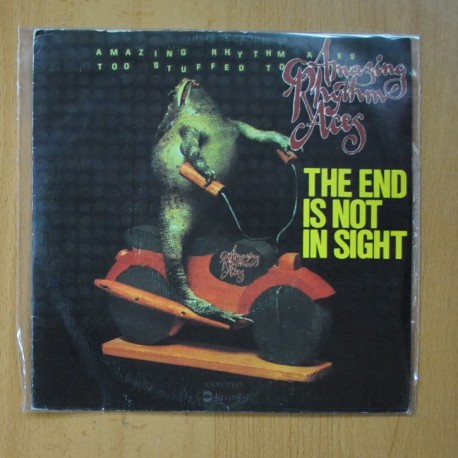 AMAZING RHYTHM ACES
TOO STUFFED TO
Amazing
Rhythm
Aces
THE END
IS NOT
IN SIGHT
Amazing
Rhythm
Aces